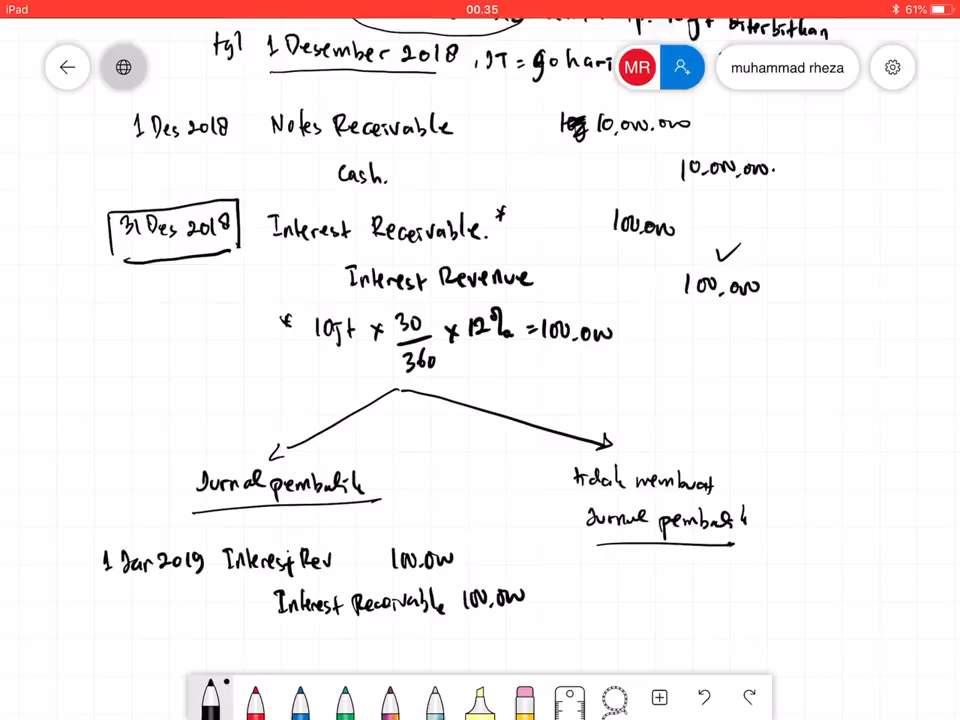 iPad 00.35 61%
diterbitkan
tgl 1 Desember 2018 , JT = 90 hari
MR muhammad rheza
1 Des 2018 Notes Receivable 10.000.000
Cash. 10.000.000.
31 Des 2018 Interest Receivable.* 100.000
Interest Revenue 100.000
* 10jt x 30/360 x 12% = 100.000
Jurnal pembalik tidak membuat
Jurnal pembalik
1 Jan 2019 Interest Rev 100.000
Interest Receivable 100.000